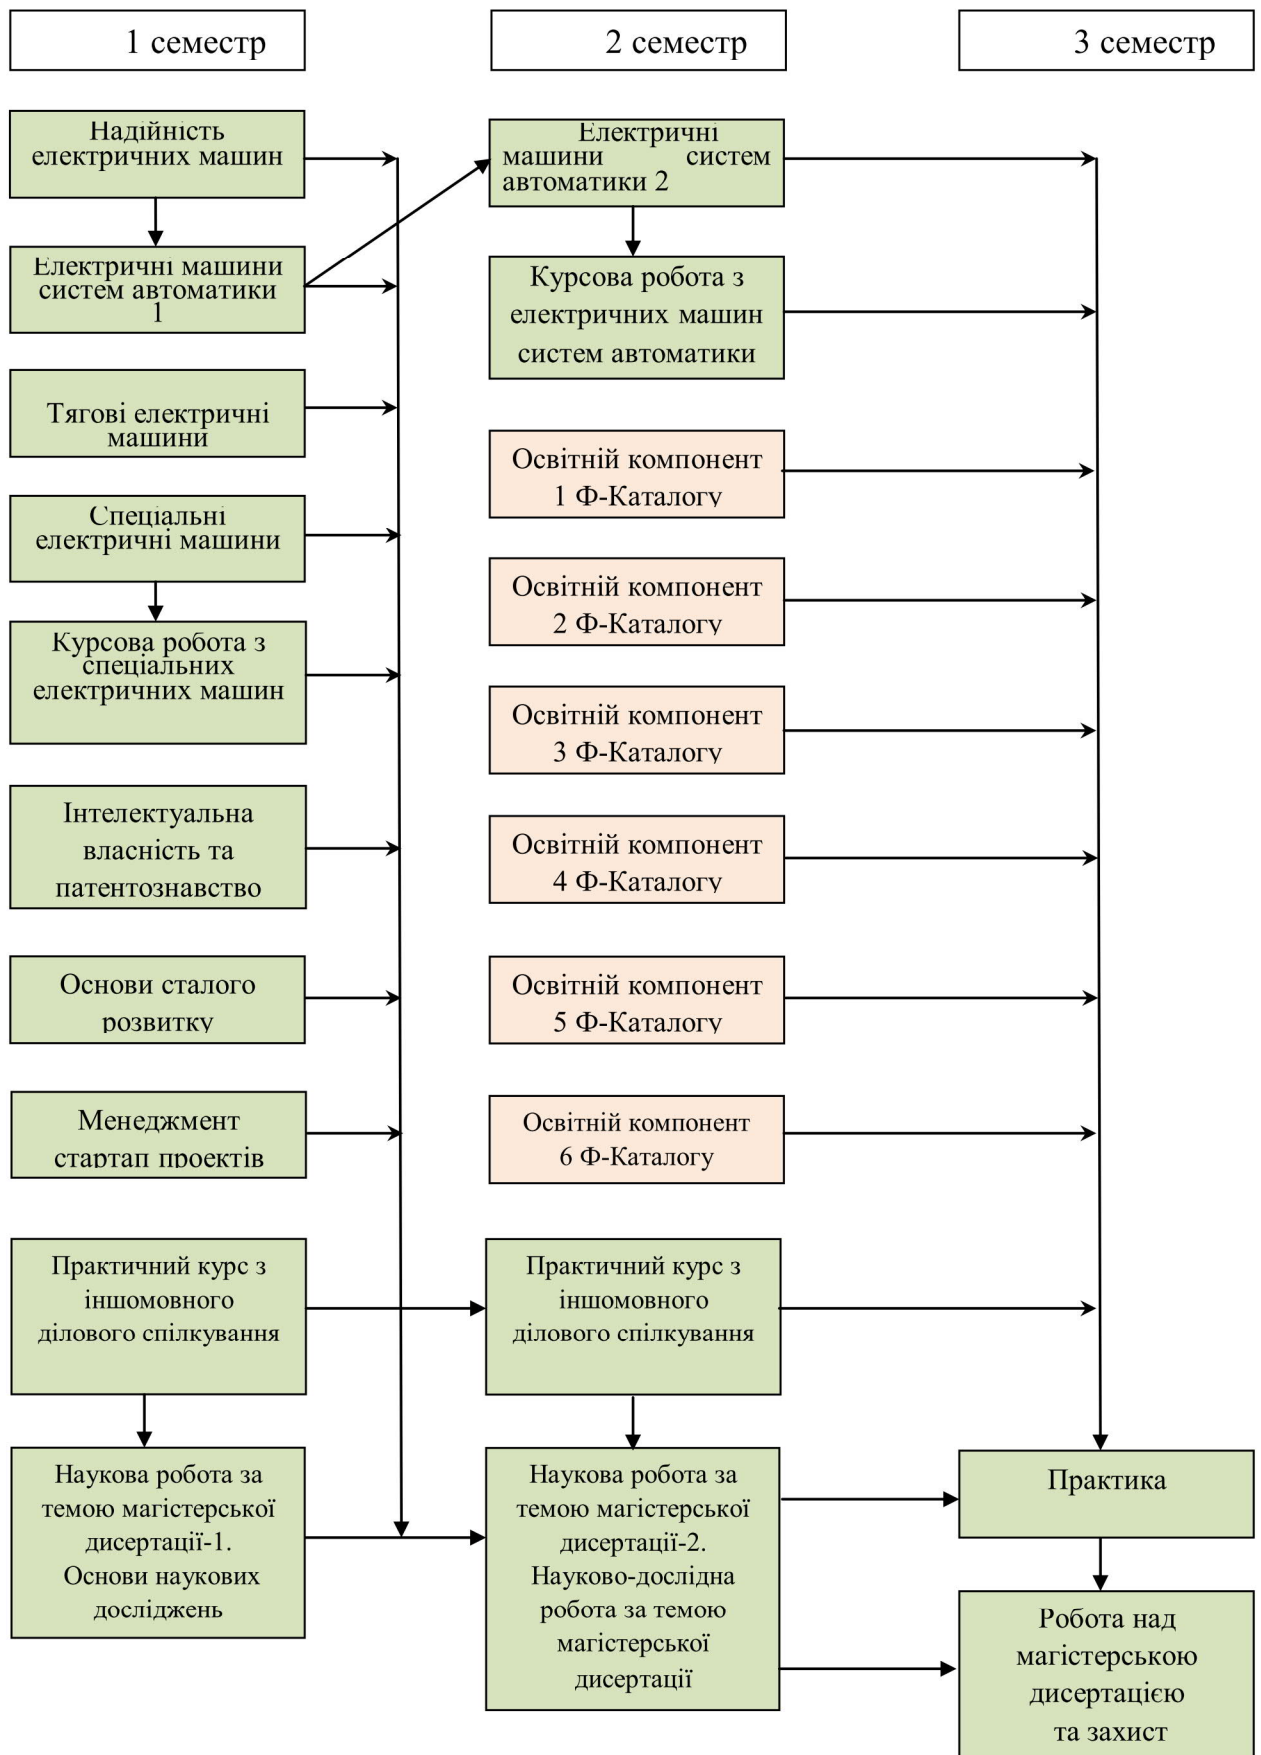 1 семестр
2 семестр
3 семестр
Надійність
електричних машин
Електричні машини
систем автоматики
1
Тягові електричні
машини
Спеціальні
електричні машини
Курсова робота з
спеціальних
електричних машин
Інтелектуальна
власність та
патентознавство
Основи сталого
розвитку
Менеджмент
стартап проектів
Практичний курс з
іншомовного
ділового спілкування
Наукова робота за
темою магістерської
дисертації-1.
Основи наукових
досліджень
Електричні
машини систем
автоматики 2
Курсова робота з
електричних машин
систем автоматики
Освітній компонент
1 Ф-Каталогу
Освітній компонент
2 Ф-Каталогу
Освітній компонент
3 Ф-Каталогу
Освітній компонент
4 Ф-Каталогу
Освітній компонент
5 Ф-Каталогу
Освітній компонент
6 Ф-Каталогу
Практичний курс з
іншомовного
ділового спілкування
Наукова робота за
темою магістерської
дисертації-2.
Науково-дослідна
робота за темою
магістерської
дисертації
Практика
Робота над
магістерською
дисертацією
та захист